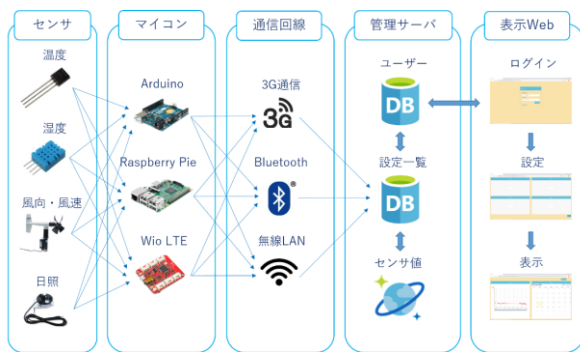 センサ
マイコン
通信回線
管理サーバ
表示Web
温度
湿度
風向・風速
日照
Arduino
Raspberry Pie
Wio LTE
3G通信
3G
Bluetooth
®
無線LAN
ユーザー
DB
設定一覧
DB
センサ値
ログイン
設定
表示